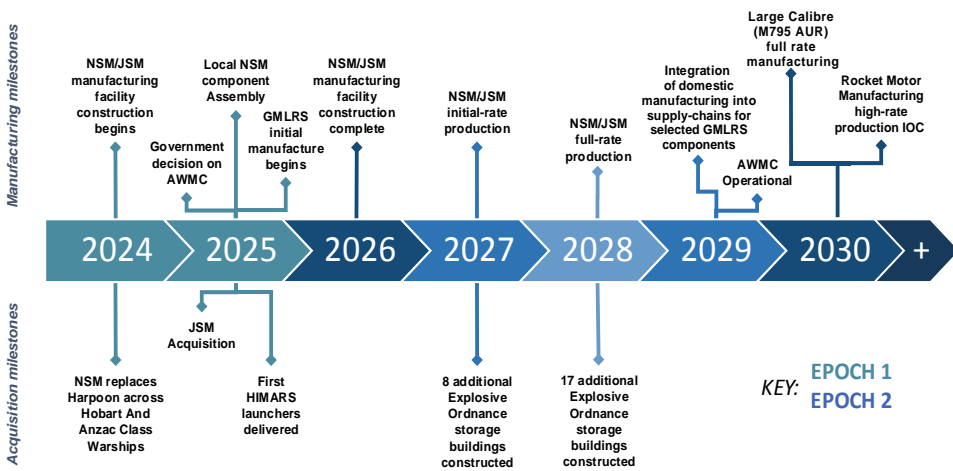 Manufacturing milestones
NSM/JSM
manufacturing
facility
construction
begins
Government
decision on
AWMC
Local NSM
component
Assembly
GMLRS
initial
manufacture
begins
NSM/JSM
manufacturing
facility
construction
complete
NSM/JSM
initial-rate
production
NSM/JSM
full-rate
production
Integration
of domestic
manufacturing into
supply-chains for
selected GMLRS
components
AWMC
Operational
Large Calibre
(M795 AUR)
full rate
manufacturing
Rocket Motor
Manufacturing
high-rate
production IOC
2024
2025
2026
2027
2028
2029
2030
+
Acquisition milestones
NSM replaces
Harpoon across
Hobart And
Anzac Class
Warships
JSM
Acquisition
First
HIMARS
launchers
delivered
8 additional
Explosive
Ordnance
storage
buildings
constructed
17 additional
Explosive
Ordnance
storage
buildings
constructed
KEY:
EPOCH 1
EPOCH 2